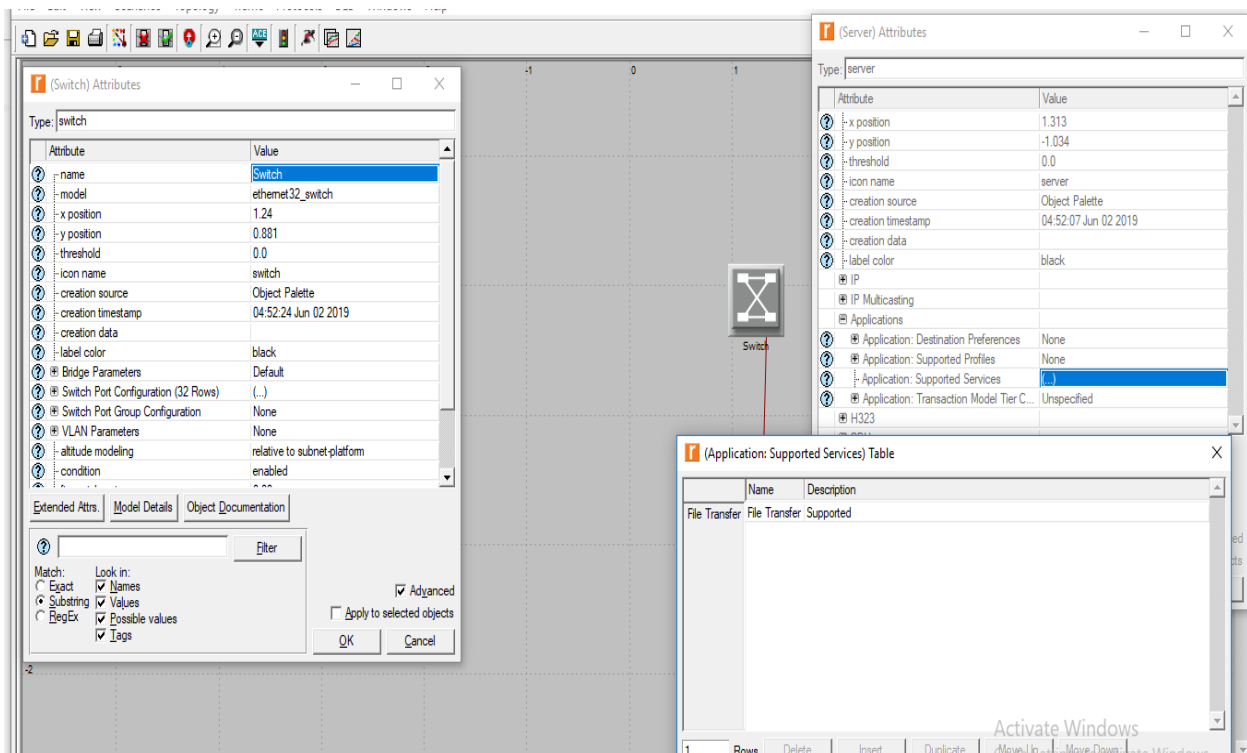 (Switch) Attributes
Type: switch
Attribute Value
name Switch
model ethernet32_switch
x position 1.24
y position 0.881
threshold 0.0
icon name switch
creation source Object Palette
creation timestamp 04:52:24 Jun 02 2019
creation data
label color black
Bridge Parameters Default
Switch Port Configuration (32 Rows) (...)
Switch Port Group Configuration None
VLAN Parameters None
altitude modeling relative to subnet-platform
condition enabled
Extended Attrs. Model Details Object Documentation
Filter
Match: Look in:
Exact Names
Substring Values
RegEx Possible values
Tags
Advanced
Apply to selected objects
OK Cancel
-2
-1 0 1
ACE
Switch
(Server) Attributes
Type: server
Attribute Value
x position 1.313
y position -1.034
threshold 0.0
icon name server
creation source Object Palette
creation timestamp 04:52:07 Jun 02 2019
creation data
label color black
IP
IP Multicasting
Applications
Application: Destination Preferences None
Application: Supported Profiles None
Application: Supported Services (...)
Application: Transaction Model Tier C... Unspecified
H323
(Application: Supported Services) Table
Name Description
File Transfer File Transfer Supported
1 Rows Delete Insert Duplicate Move Up Move Down
Activate Windows